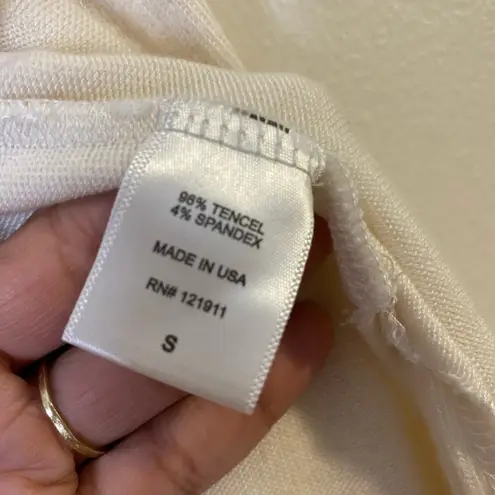 96% TENCEL
4% SPANDEX
MADE IN USA
RN# 121911
S